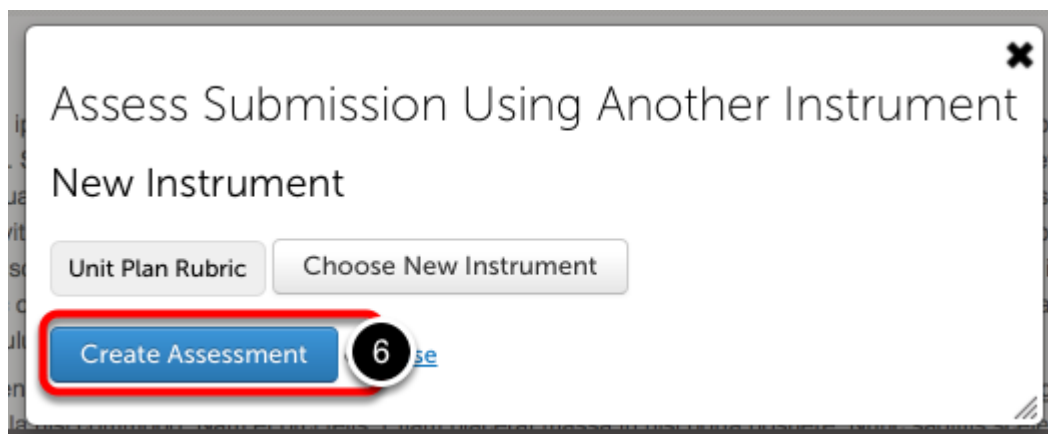 Assess Submission Using Another Instrument
New Instrument
Unit Plan Rubric Choose New Instrument
Create Assessment 6